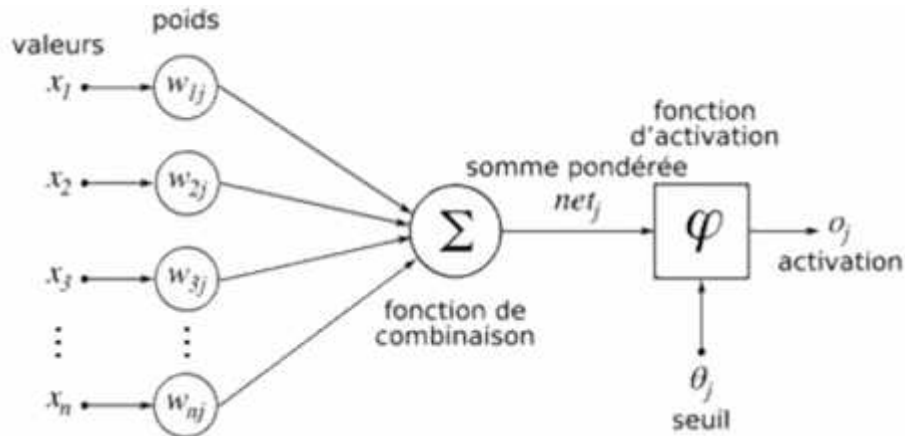 valeurs
poids
x1
w1j
x2
w2j
x3
w3j
⋮
⋮
xn
wnj
Σ
fonction de
combinaison
somme pondérée
netj
fonction
d'activation
φ
oj
activation
θj
seuil